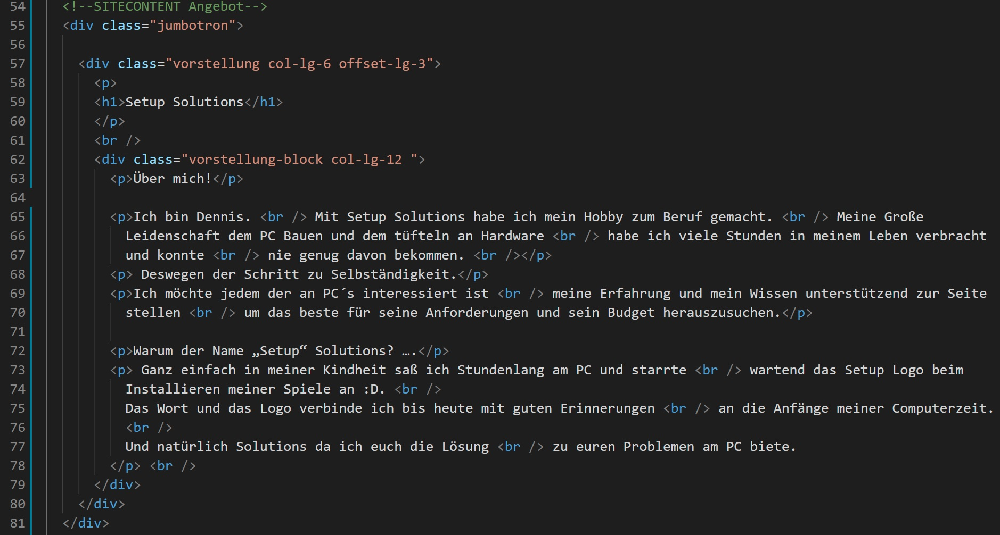 54 <!--SITECONTENT Angebot-->
55 <div class="jumbotron">
56
57 <div class="vorstellung col-lg-6 offset-lg-3">
58 <p>
59 <h1>Setup Solutions</h1>
60 </p>
61 <br />
62 <div class="vorstellung-block col-lg-12 ">
63 <p>Über mich!</p>
64
65 <p>Ich bin Dennis. <br /> Mit Setup Solutions habe ich mein Hobby zum Beruf gemacht. <br /> Meine Große
66 Leidenschaft dem PC Bauen und dem tüfteln an Hardware <br /> habe ich viele Stunden in meinem Leben verbracht
67 und konnte <br /> nie genug davon bekommen. <br /></p>
68 <p> Deswegen der Schritt zu Selbständigkeit.</p>
69 <p>Ich möchte jedem der an PC´s interessiert ist <br /> meine Erfahrung und mein Wissen unterstützend zur Seite
70 stellen <br /> um das beste für seine Anforderungen und sein Budget herauszusuchen.</p>
71
72 <p>Warum der Name „Setup“ Solutions? ….</p>
73 <p> Ganz einfach in meiner Kindheit saß ich Stundenlang am PC und starrte <br /> wartend das Setup Logo beim
74 Installieren meiner Spiele an :D. <br />
75 Das Wort und das Logo verbinde ich bis heute mit guten Erinnerungen <br /> an die Anfänge meiner Computerzeit.
76 <br />
77 Und natürlich Solutions da ich euch die Lösung <br /> zu euren Problemen am PC biete.
78 </p> <br />
79 </div>
80 </div>
81 </div>